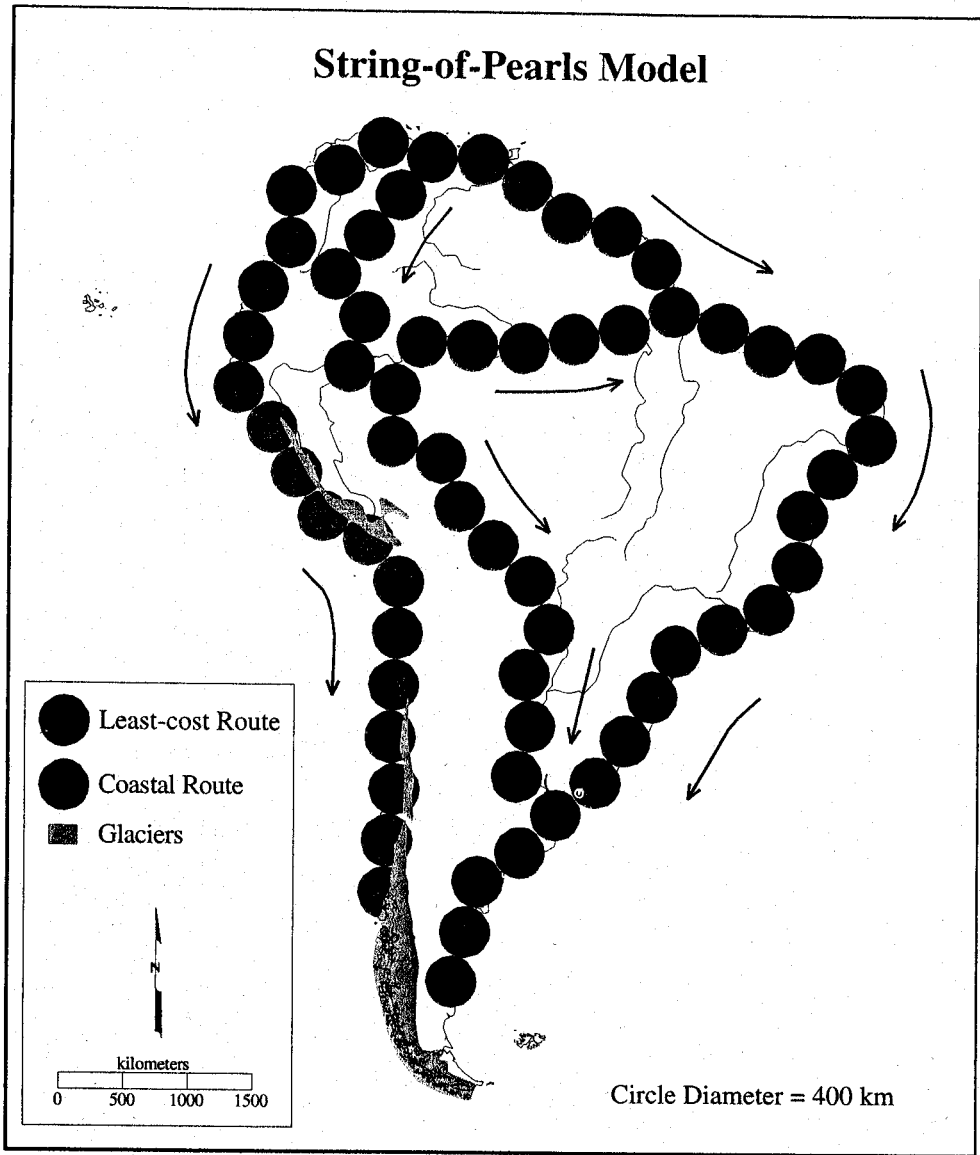 String-of-Pearls Model
Least-cost Route
Coastal Route
Glaciers
N
kilometers
0 500 1000 1500
Circle Diameter = 400 km